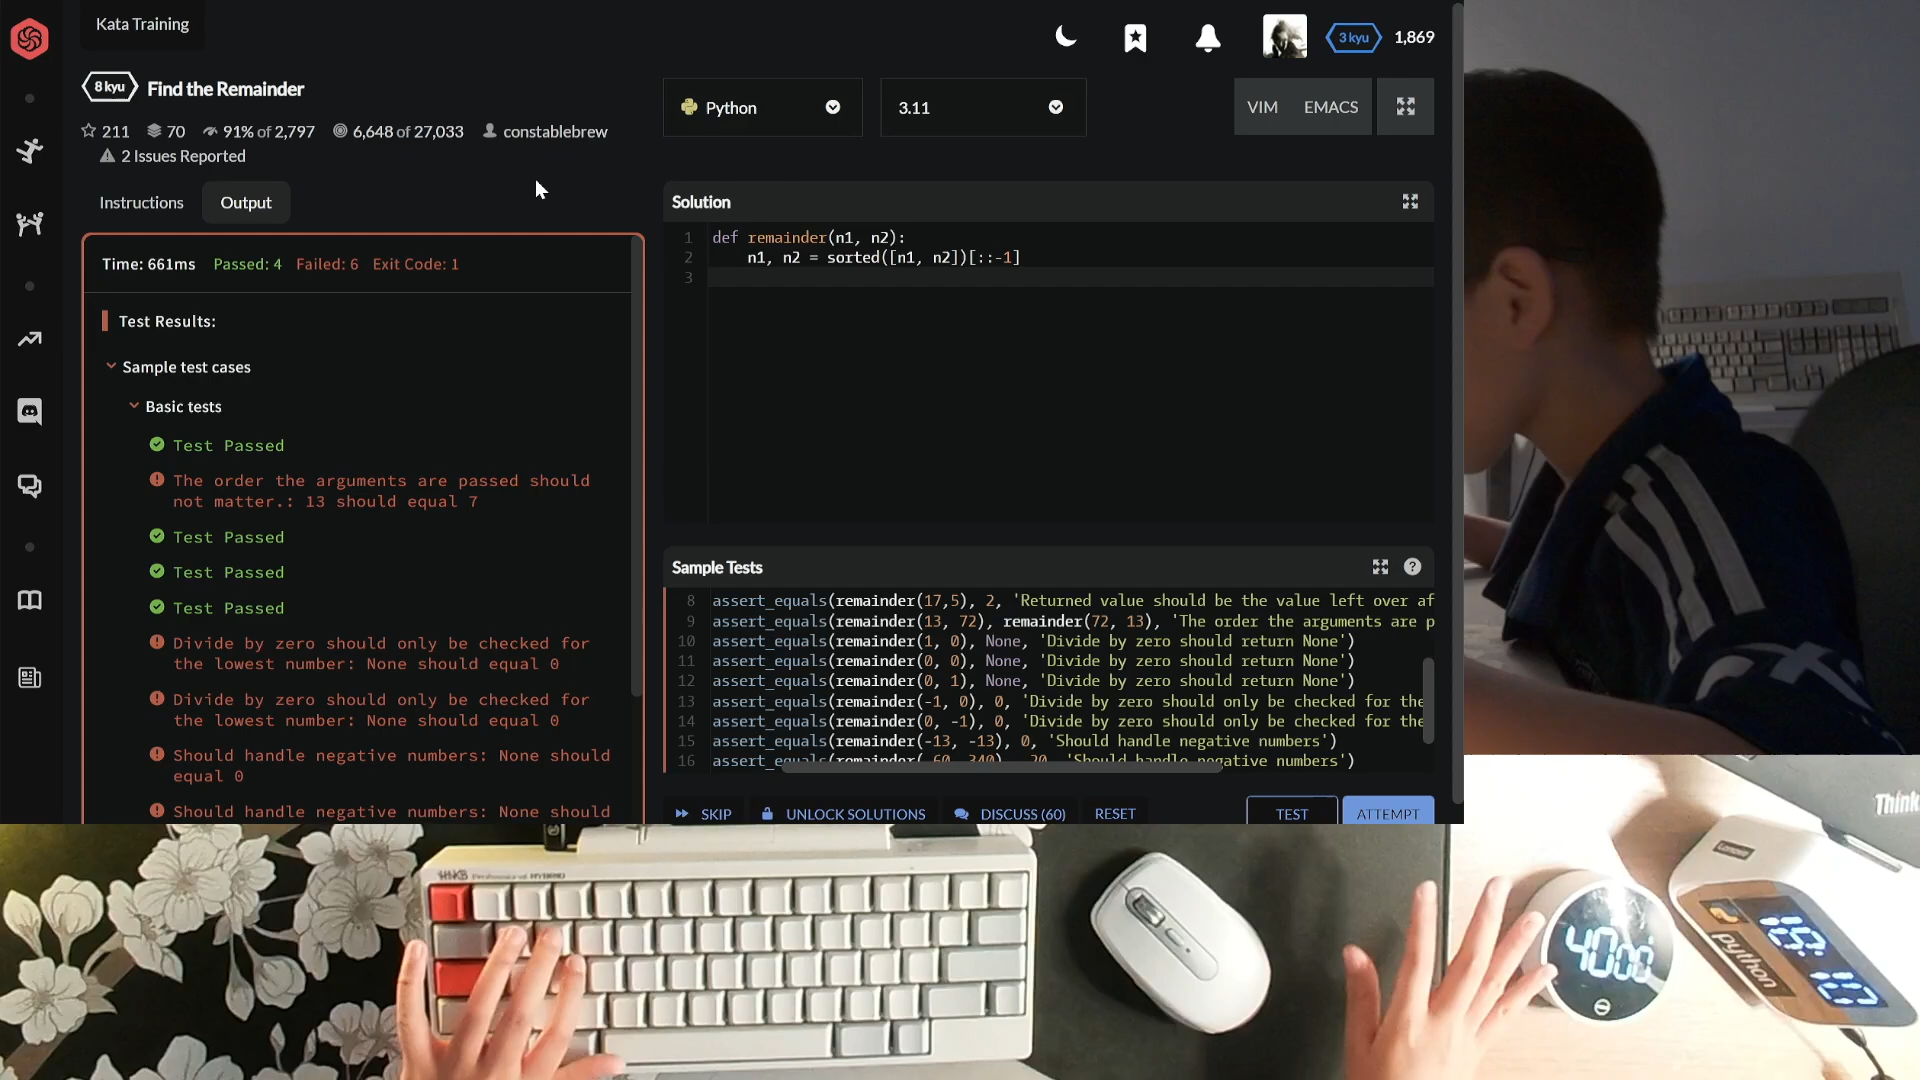 Kata Training
3 kyu 1,869
8 kyu Find the Remainder
211 70 91% of 2,797 6,648 of 27,033 constablebrew
2 Issues Reported
Python 3.11 VIM EMACS
Instructions Output
Time: 661ms Passed: 4 Failed: 6 Exit Code: 1
Test Results:
Sample test cases
Basic tests
Test Passed
The order the arguments are passed should
not matter.: 13 should equal 7
Test Passed
Test Passed
Test Passed
Divide by zero should only be checked for
the lowest number: None should equal 0
Divide by zero should only be checked for
the lowest number: None should equal 0
Should handle negative numbers: None should
equal 0
Should handle negative numbers: None should
Solution
1 def remainder(n1, n2):
2 n1, n2 = sorted([n1, n2])[::-1]
3
Sample Tests
8 assert_equals(remainder(17,5), 2, 'Returned value should be the value left over af
9 assert_equals(remainder(13, 72), remainder(72, 13), 'The order the arguments are p
10 assert_equals(remainder(1, 0), None, 'Divide by zero should return None')
11 assert_equals(remainder(0, 0), None, 'Divide by zero should return None')
12 assert_equals(remainder(0, 1), None, 'Divide by zero should return None')
13 assert_equals(remainder(-1, 0), 0, 'Divide by zero should only be checked for the
14 assert_equals(remainder(0, -1), 0, 'Divide by zero should only be checked for the
15 assert_equals(remainder(-13, -13), 0, 'Should handle negative numbers')
16 'Should handle negative numbers')
SKIP UNLOCK SOLUTIONS DISCUSS (60) RESET TEST ATTEMPT
Think
HHKB Professional HYBRID
Lenovo
python